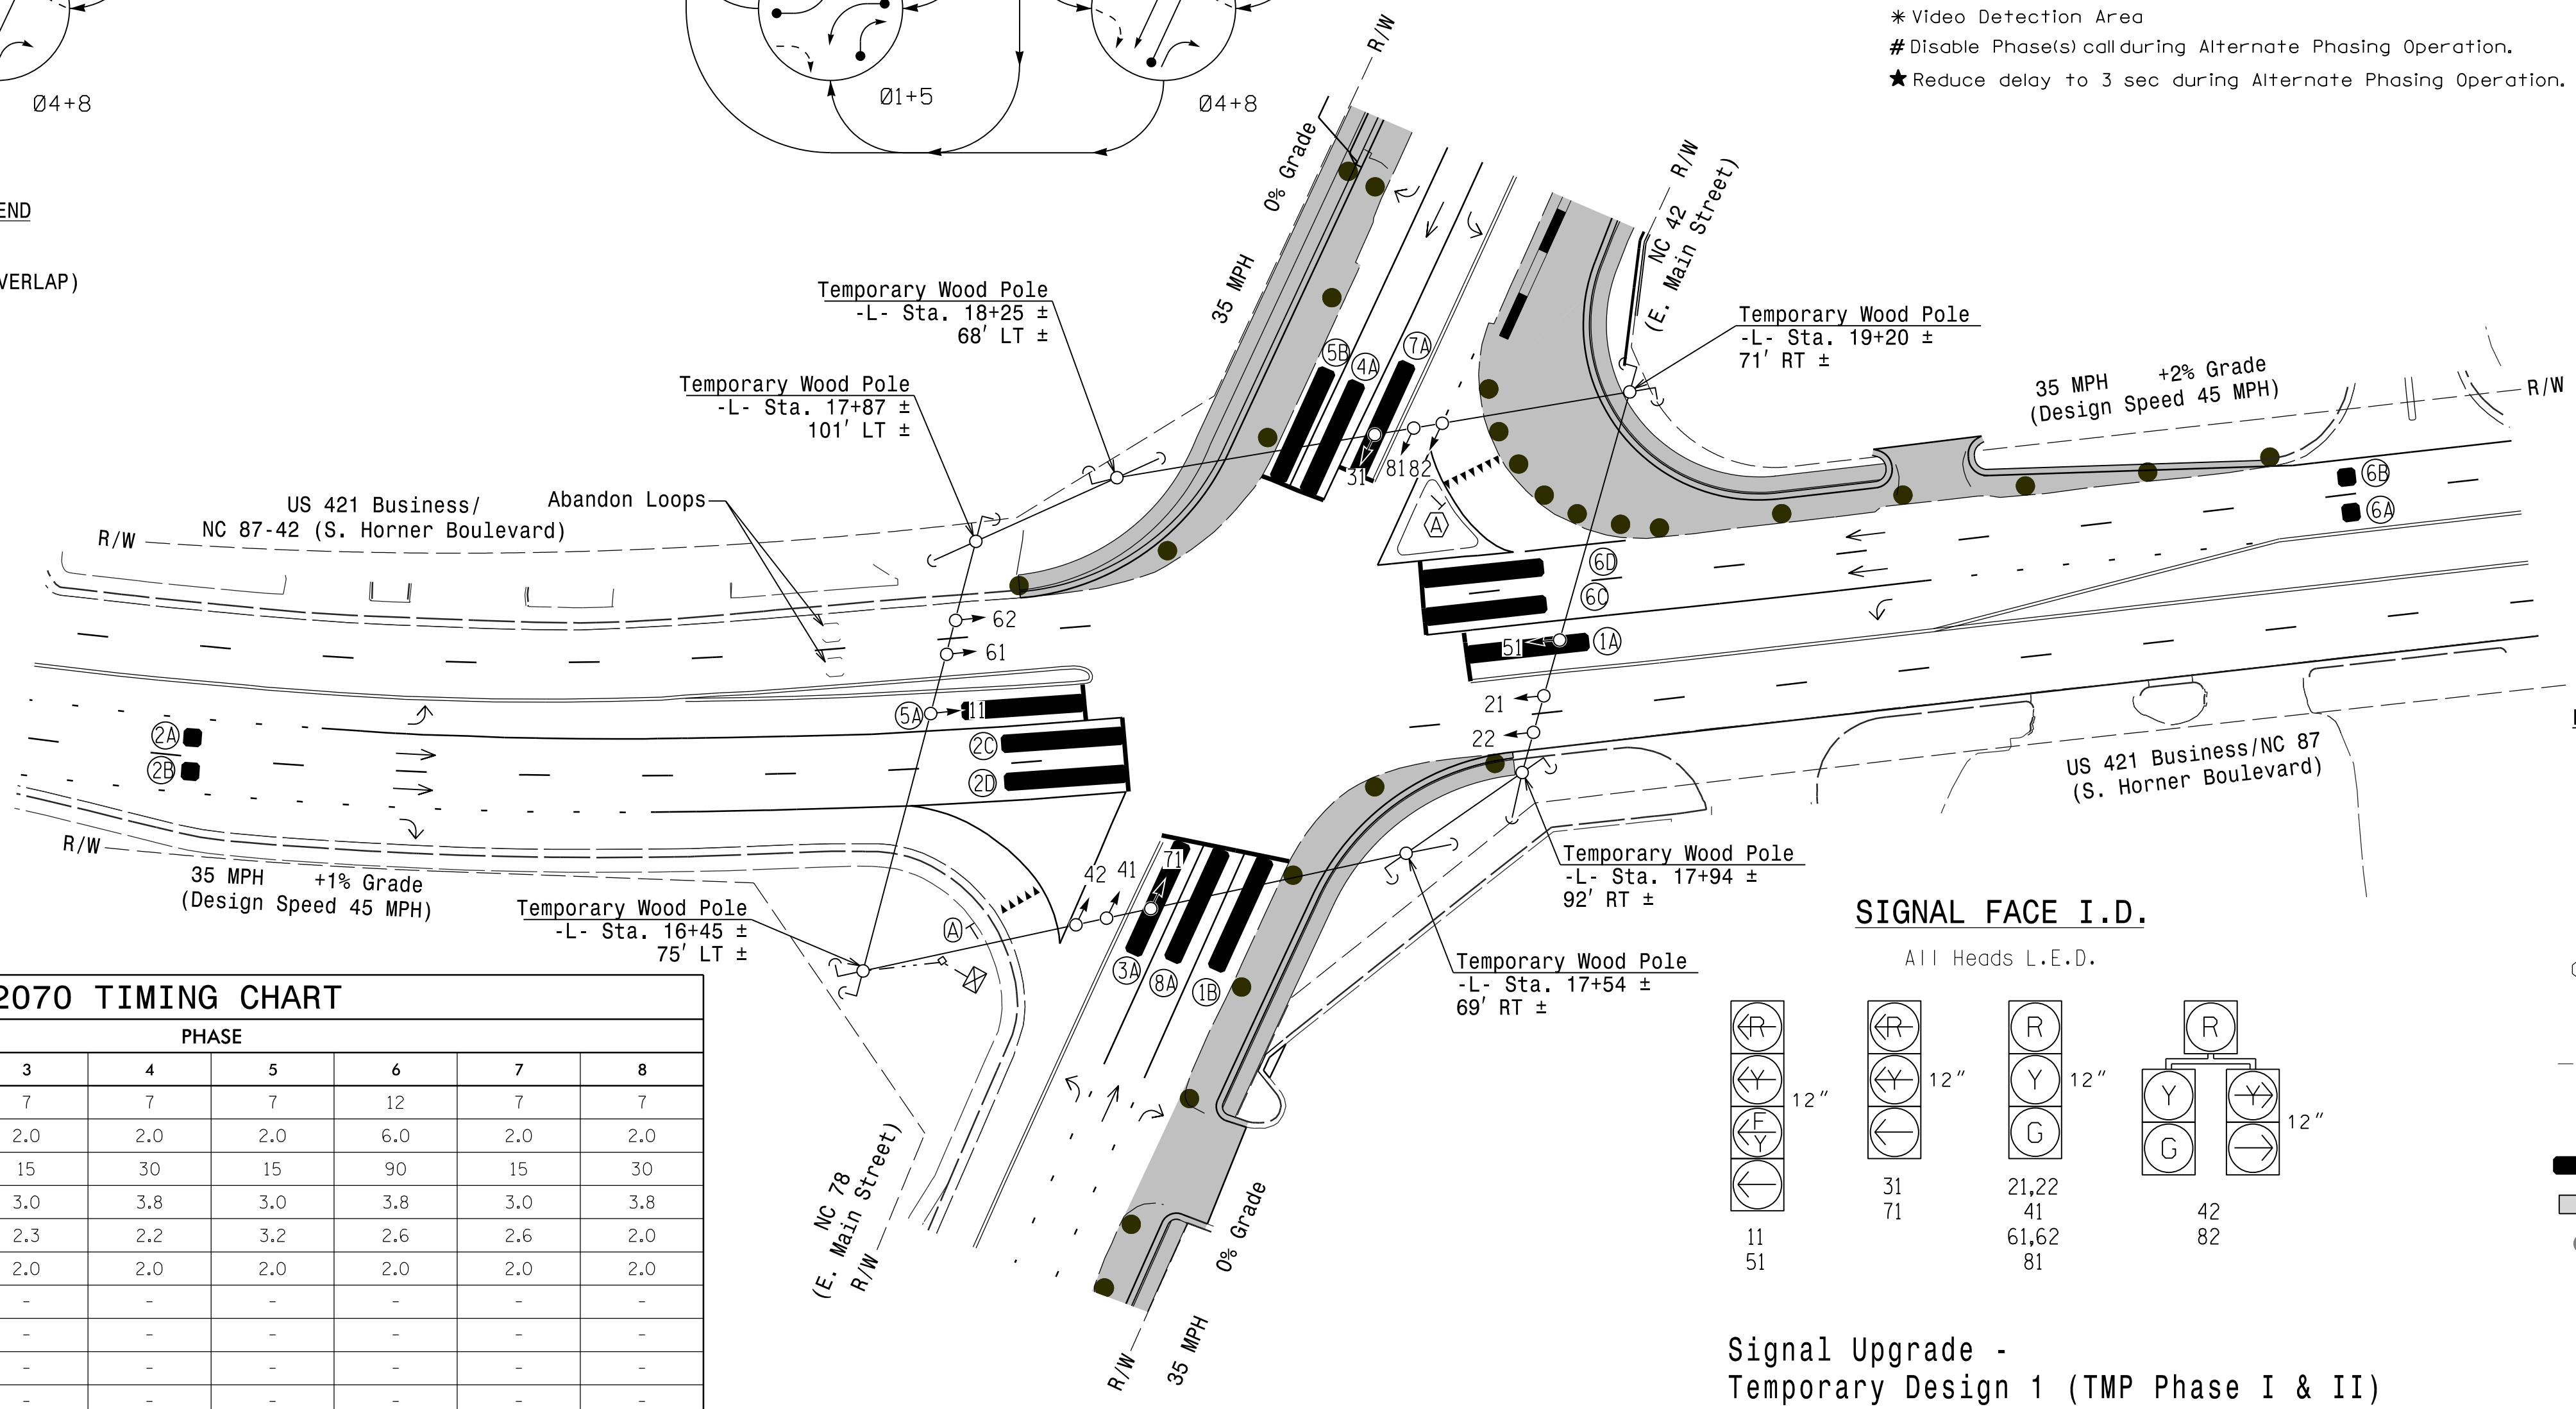 ✳ Video Detection Area
# Disable Phase(s) call during Alternate Phasing Operation.
★ Reduce delay to 3 sec during Alternate Phasing Operation.
Ø4+8
Ø1+5
Ø4+8
END
VERLAP)
R/W
0% Grade
35 MPH
R/W
NC 42
(E. Main Street)
Temporary Wood Pole
-L- Sta. 18+25 ±
68' LT ±
Temporary Wood Pole
-L- Sta. 17+87 ±
101' LT ±
Temporary Wood Pole
-L- Sta. 19+20 ±
71' RT ±
35 MPH +2% Grade
(Design Speed 45 MPH)
R/W
US 421 Business/
NC 87-42 (S. Horner Boulevard)
Abandon Loops
R/W
5B
4A
7A
31
81
82
A
6B
6A
6D
6C
51
1A
62
61
21
22
5A
11
2A
2B
2C
2D
US 421 Business/NC 87
(S. Horner Boulevard)
R/W
35 MPH +1% Grade
(Design Speed 45 MPH)
Temporary Wood Pole
-L- Sta. 16+45 ±
75' LT ±
42
41
71
A
3A
8A
1B
Temporary Wood Pole
-L- Sta. 17+94 ±
92' RT ±
Temporary Wood Pole
-L- Sta. 17+54 ±
69' RT ±
NC 78
(E. Main Street)
R/W
0% Grade
35 MPH
R/W
2070 TIMING CHART
PHASE
3 4 5 6 7 8
7 7 7 12 7 7
2.0 2.0 2.0 6.0 2.0 2.0
15 30 15 90 15 30
3.0 3.8 3.0 3.8 3.0 3.8
2.3 2.2 3.2 2.6 2.6 2.0
2.0 2.0 2.0 2.0 2.0 2.0
- - - - - -
- - - - - -
- - - - - -
- - - - - -
SIGNAL FACE I.D.
All Heads L.E.D.
R
Y
F
Y
12"
11
51
R
Y
12"
31
71
R
Y
G
12"
21,22
41
61,62
81
R
Y Y
G
12"
42
82
Signal Upgrade -
Temporary Design 1 (TMP Phase I & II)